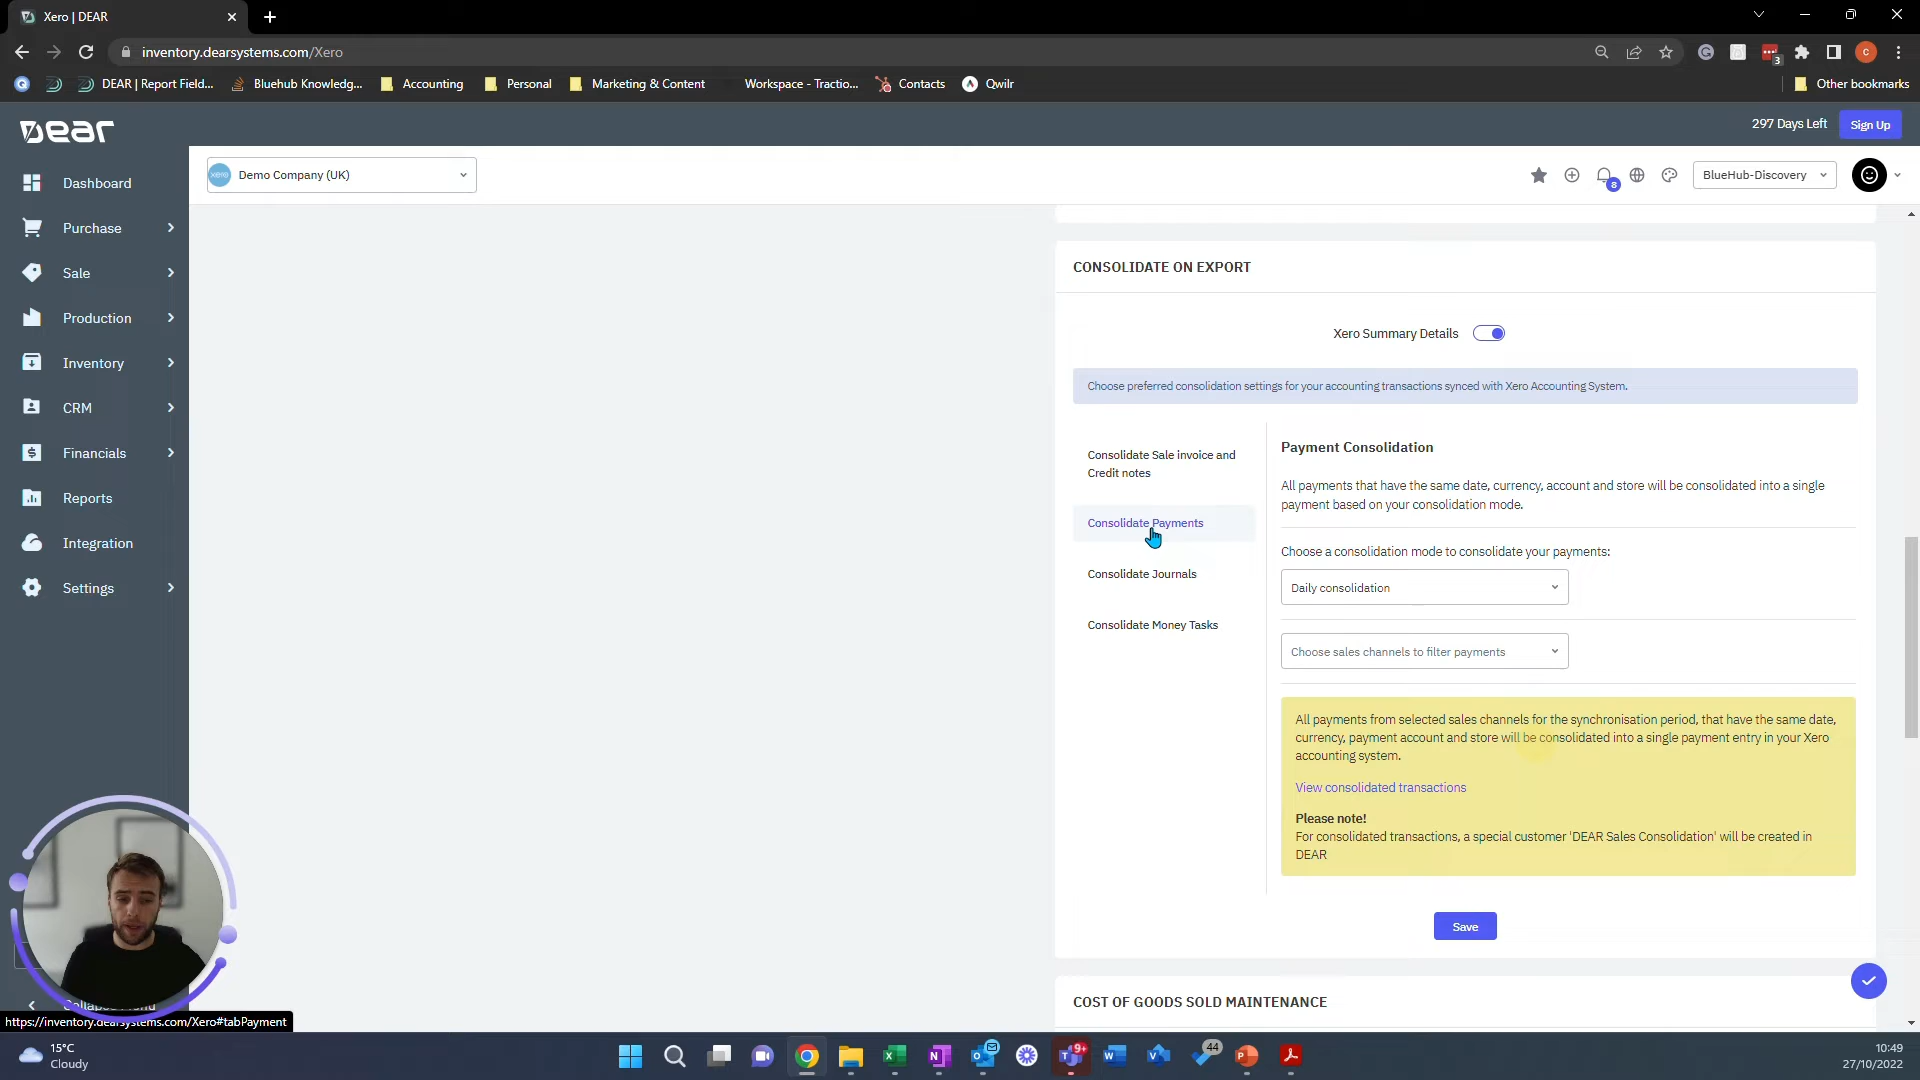 Xero | DEAR
inventory.dearsystems.com/Xero
3
C
DEAR | Report Field...
Bluehub Knowledg...
Accounting
Personal
Marketing & Content
Workspace - Tractio...
Contacts
Qwilr
Other bookmarks
Dear
297 Days Left
Sign Up
xero
Demo Company (UK)
8
BlueHub-Discovery
Dashboard
Purchase
Sale
Production
Inventory
CRM
Financials
Reports
Integration
Settings
CONSOLIDATE ON EXPORT
Xero Summary Details
Choose preferred consolidation settings for your accounting transactions synced with Xero Accounting System.
Consolidate Sale invoice and
Credit notes
Consolidate Payments
Consolidate Journals
Consolidate Money Tasks
Payment Consolidation
All payments that have the same date, currency, account and store will be consolidated into a single
payment based on your consolidation mode.
Choose a consolidation mode to consolidate your payments:
Daily consolidation
Choose sales channels to filter payments
All payments from selected sales channels for the synchronisation period, that have the same date,
currency, payment account and store will be consolidated into a single payment entry in your Xero
accounting system.
View consolidated transactions
Please note!
For consolidated transactions, a special customer 'DEAR Sales Consolidation' will be created in
DEAR
Save
COST OF GOODS SOLD MAINTENANCE
https://inventory.dearsystems.com/Xero#tabPayment
15°C
Cloudy
9+
44
10:49
27/10/2022